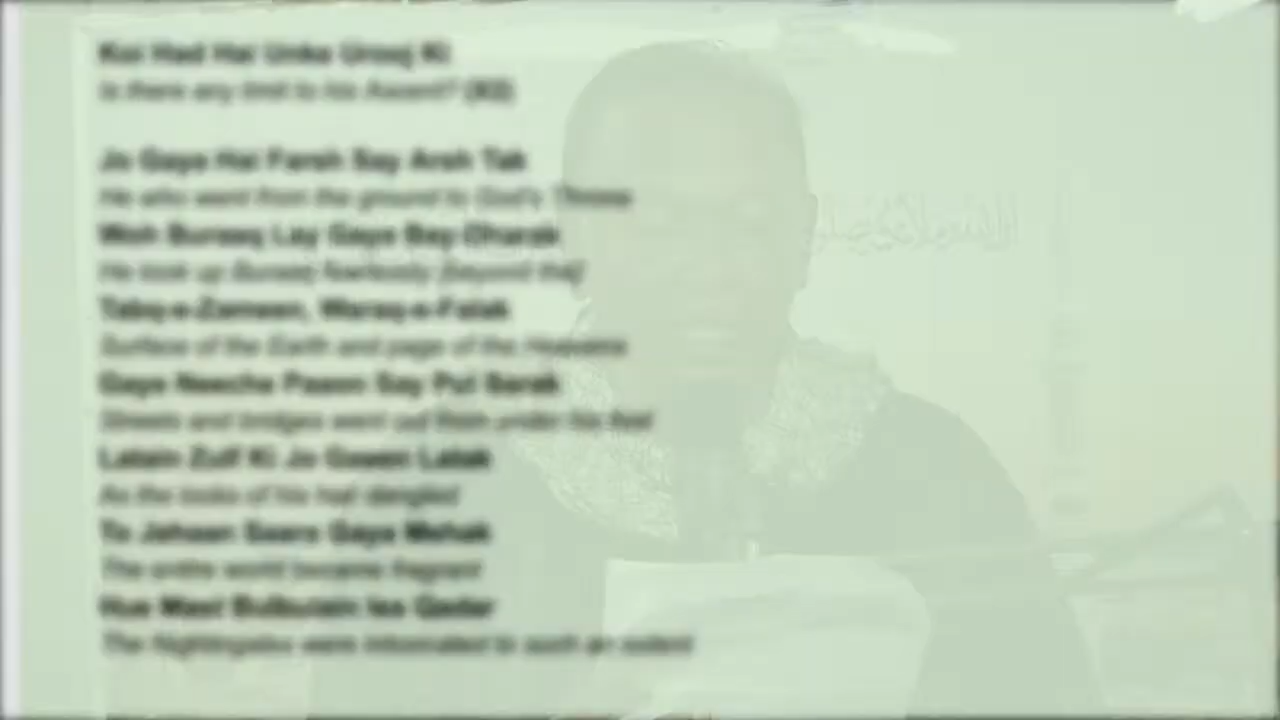 Koi Had Hai Unke Urooj Ki
Is there any limit to his Ascent? (X2)
Jo Gaya Hai Farsh Say Arsh Tak
He who went from the ground to God's Throne
Woh Buraaq Lay Gaya Bay-Dharak
He took up Buraaq fearlessly [beyond that]
Tabq-e-Zameen, Waraq-e-Falak
Surface of the Earth and page of the Heavens
Gaye Neeche Paaon Say Pul Sarak
Streets and bridges went out from under his feet
Latain Zulf Ki Jo Gaeen Latak
As the locks of his hair dangled
To Jahaan Saara Gaya Mehak
The entire world became fragrant
Hue Mast Bulbulain Iss Qadar
The Nightingales were intoxicated to such an extent